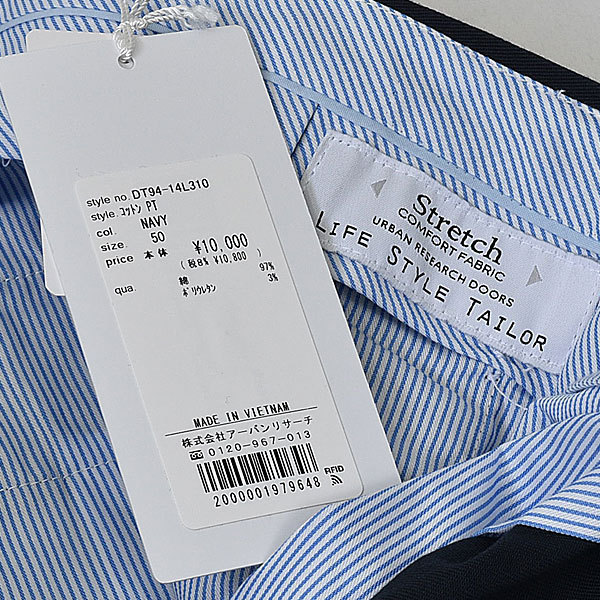 style no. DT94-14L310
style. ｺｯﾄﾝ PT
col. NAVY
size. 50
price 本体 ¥10,000
(税8% ¥10,800)
qua. 綿 97%
ﾎﾟﾘｳﾚﾀﾝ 3%
MADE IN VIETNAM
株式会社アーバンリサーチ
☎ 0120-967-013
RFID
2000001979648
Stretch
COMFORT FABRIC
URBAN RESEARCH DOORS
LIFE STYLE TAILOR